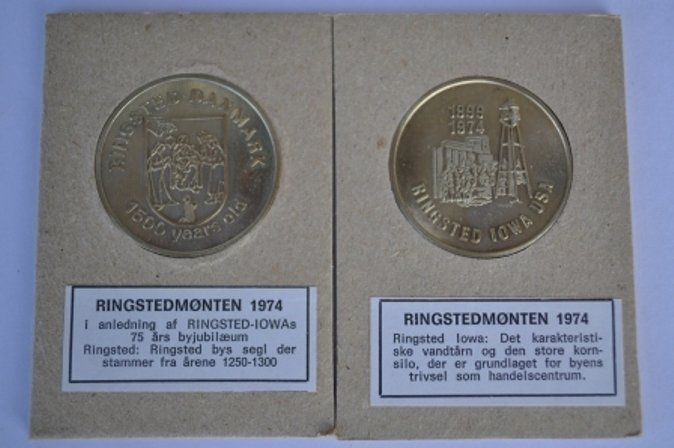 RINGSTED-DANMARK
1500 years old
RINGSTEDMØNTEN 1974
i anledning af RINGSTED-IOWAs
75 års byjubilæum
Ringsted: Ringsted bys segl der
stammer fra årene 1250-1300
1899
1974
RINGSTED IOWA USA
RINGSTEDMØNTEN 1974
Ringsted Iowa: Det karakteristi-
ske vandtårn og den store korn-
silo, der er grundlaget for byens
trivsel som handelscentrum.